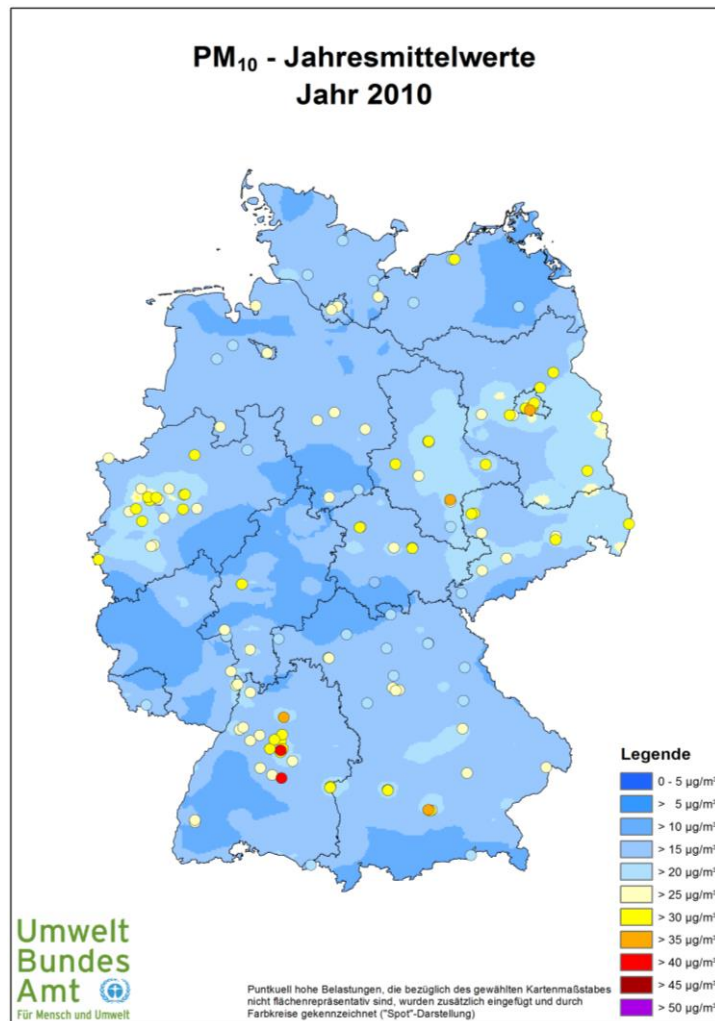 PM₁₀ - Jahresmittelwerte
Jahr 2010
Legende
0 - 5 µg/m³
> 5 µg/m³
> 10 µg/m³
> 15 µg/m³
> 20 µg/m³
> 25 µg/m³
> 30 µg/m³
> 35 µg/m³
> 40 µg/m³
> 45 µg/m³
> 50 µg/m³
Umwelt
Bundes
Amt
Für Mensch und Umwelt
Puntkuell hohe Belastungen, die bezüglich des gewählten Kartenmaßstabes
nicht flächenrepräsentativ sind, wurden zusätzlich eingefügt und durch
Farbkreise gekennzeichnet ("Spot"-Darstellung)